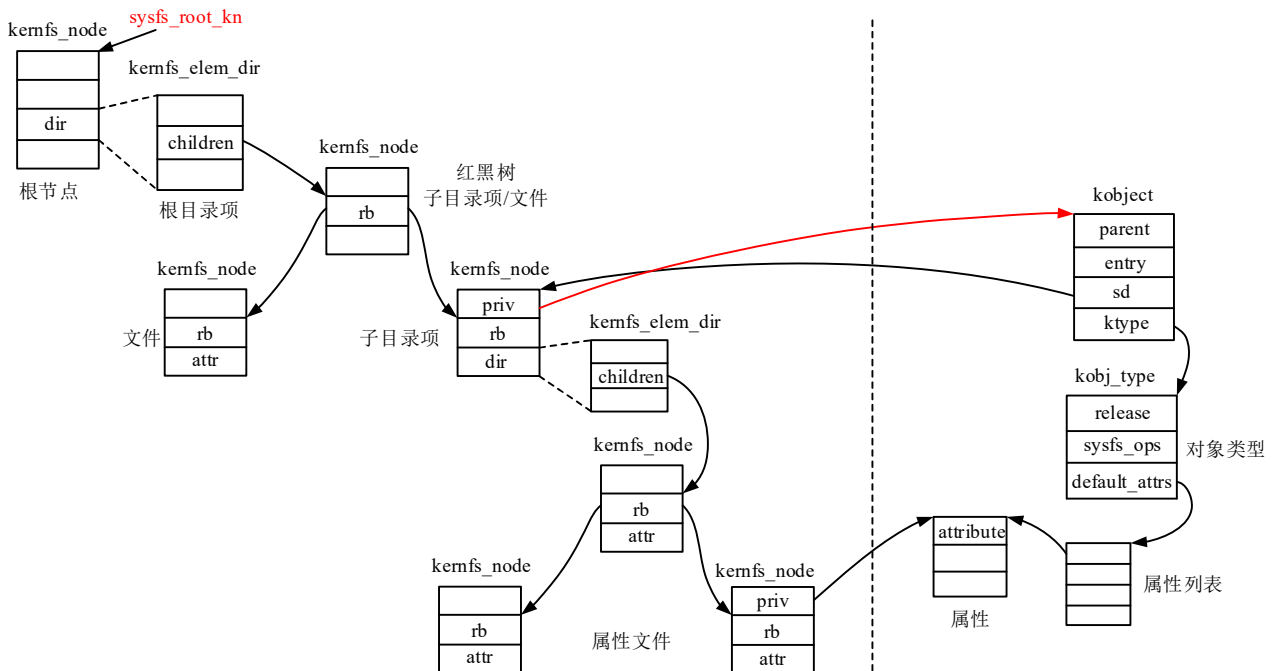 sysfs_root_kn
kernfs_node
kernfs_elem_dir
dir
children
根节点
根目录项
kernfs_node
rb
红黑树
子目录项/文件
kernfs_node
文件
rb
attr
kernfs_node
子目录项
priv
rb
dir
kernfs_elem_dir
children
kernfs_node
rb
attr
kernfs_node
rb
attr
属性文件
kernfs_node
priv
rb
attr
kobject
parent
entry
sd
ktype
kobj_type
release
sysfs_ops
default_attrs
对象类型
attribute
属性
属性列表